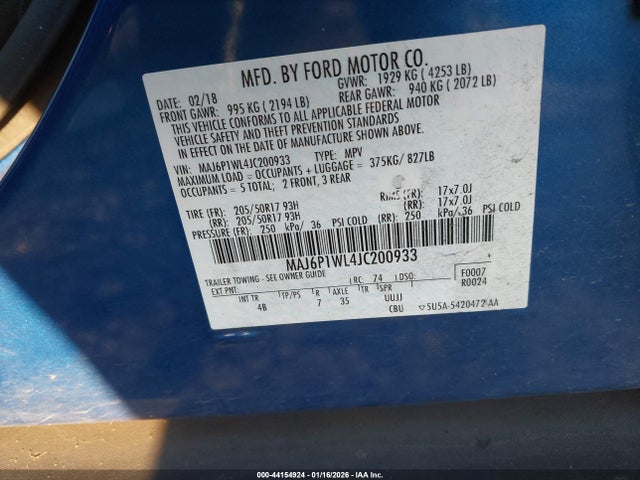 MFD. BY FORD MOTOR CO.
DATE: 02/18 GVWR: 1929 KG ( 4253 LB)
FRONT GAWR: 995 KG ( 2194 LB) REAR GAWR: 940 KG ( 2072 LB)
THIS VEHICLE CONFORMS TO ALL APPLICABLE FEDERAL MOTOR
VEHICLE SAFETY AND THEFT PREVENTION STANDARDS
IN EFFECT ON THE DATE OF MANUFACTURE SHOWN ABOVE.
VIN: MAJ6P1WL4JC200933 TYPE: MPV
MAXIMUM LOAD = OCCUPANTS + LUGGAGE = 375KG/ 827LB
OCCUPANTS = 5 TOTAL; 2 FRONT, 3 REAR
TIRE (FR): 205/50R17 93H RIMS (FR): 17x7.0J
(RR): 205/50R17 93H (RR): 17x7.0J
PRESSURE (FR): 250 kPa/ 36 PSI COLD (RR): 250 kPa/ 36 PSI COLD
MAJ6P1WL4JC200933
TRAILER TOWING - SEE OWNER GUIDE
EXT PNT: RC: 74 DSO: F0007
R0024
INT TR TP/PS R AXLE TR SPR
4B 7 35 UUJJ
CBU 5U5A-5420472-AA
000-44154924 - 01/16/2026 - IAA Inc.